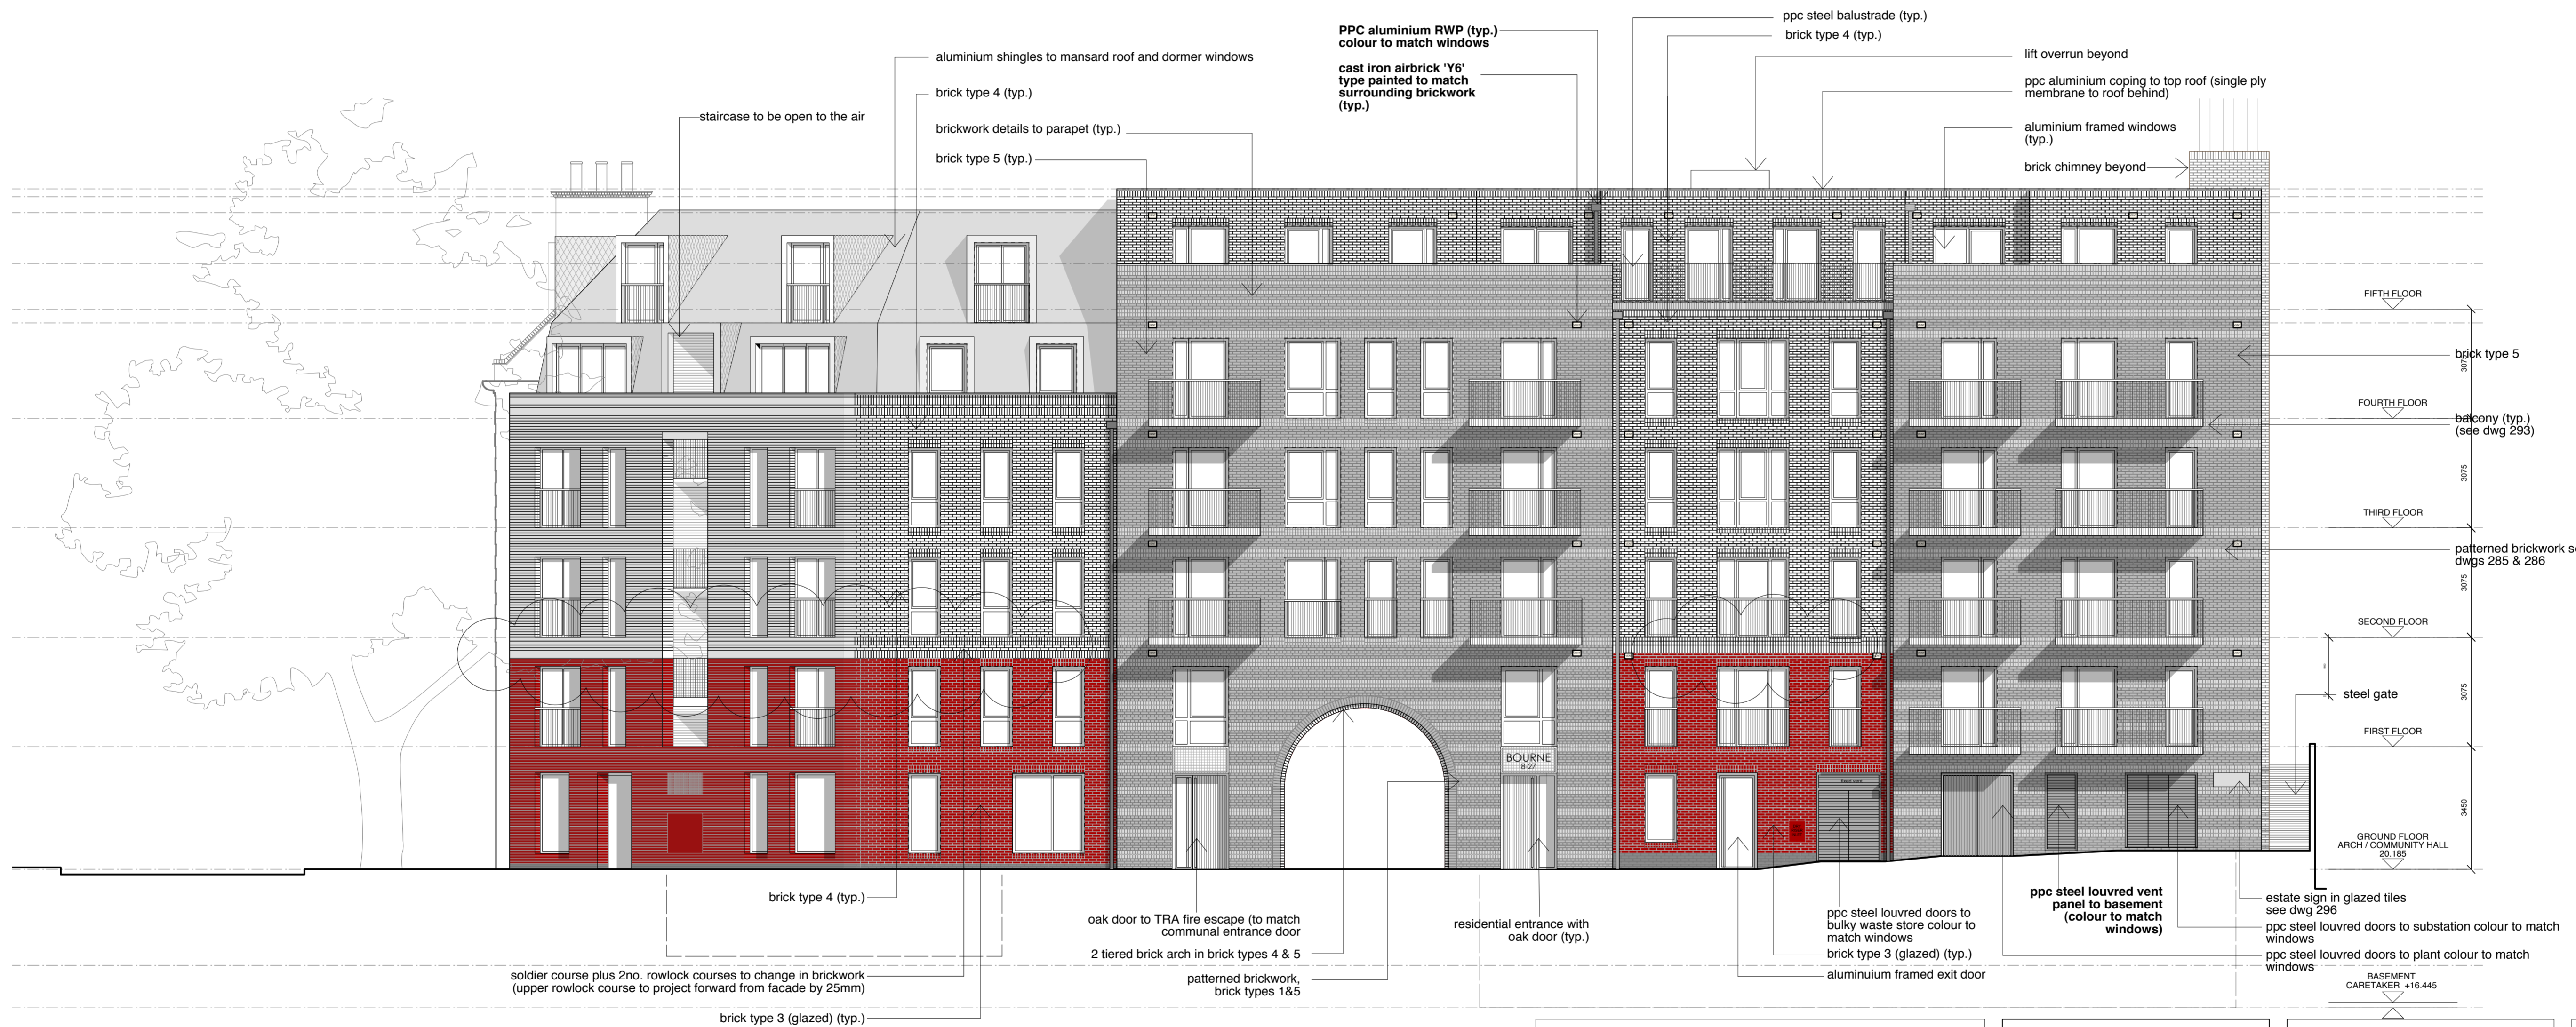 PPC aluminium RWP (typ.)
colour to match windows
cast iron airbrick 'Y6'
type painted to match
surrounding brickwork
(typ.)
ppc steel balustrade (typ.)
brick type 4 (typ.)
lift overrun beyond
ppc aluminium coping to top roof (single ply
membrane to roof behind)
aluminium framed windows
(typ.)
brick chimney beyond
aluminium shingles to mansard roof and dormer windows
brick type 4 (typ.)
staircase to be open to the air
brickwork details to parapet (typ.)
brick type 5 (typ.)
FIFTH FLOOR
brick type 5
3075
FOURTH FLOOR
balcony (typ.)
(see dwg 293)
3075
THIRD FLOOR
patterned brickwork
dwgs 285 & 286
3075
SECOND FLOOR
steel gate
3075
FIRST FLOOR
BOURNE
8-27
3450
GROUND FLOOR
ARCH / COMMUNITY HALL
20.185
brick type 4 (typ.)
oak door to TRA fire escape (to match
communal entrance door
residential entrance with
oak door (typ.)
2 tiered brick arch in brick types 4 & 5
patterned brickwork,
brick types 1&5
ppc steel louvred doors to
bulky waste store colour to
match windows
brick type 3 (glazed) (typ.)
aluminuium framed exit door
ppc steel louvred vent
panel to basement
(colour to match
windows)
estate sign in glazed tiles
see dwg 296
ppc steel louvred doors to substation colour to match
windows
ppc steel louvred doors to plant colour to match
windows
soldier course plus 2no. rowlock courses to change in brickwork
(upper rowlock course to project forward from facade by 25mm)
brick type 3 (glazed) (typ.)
BASEMENT
CARETAKER +16.445